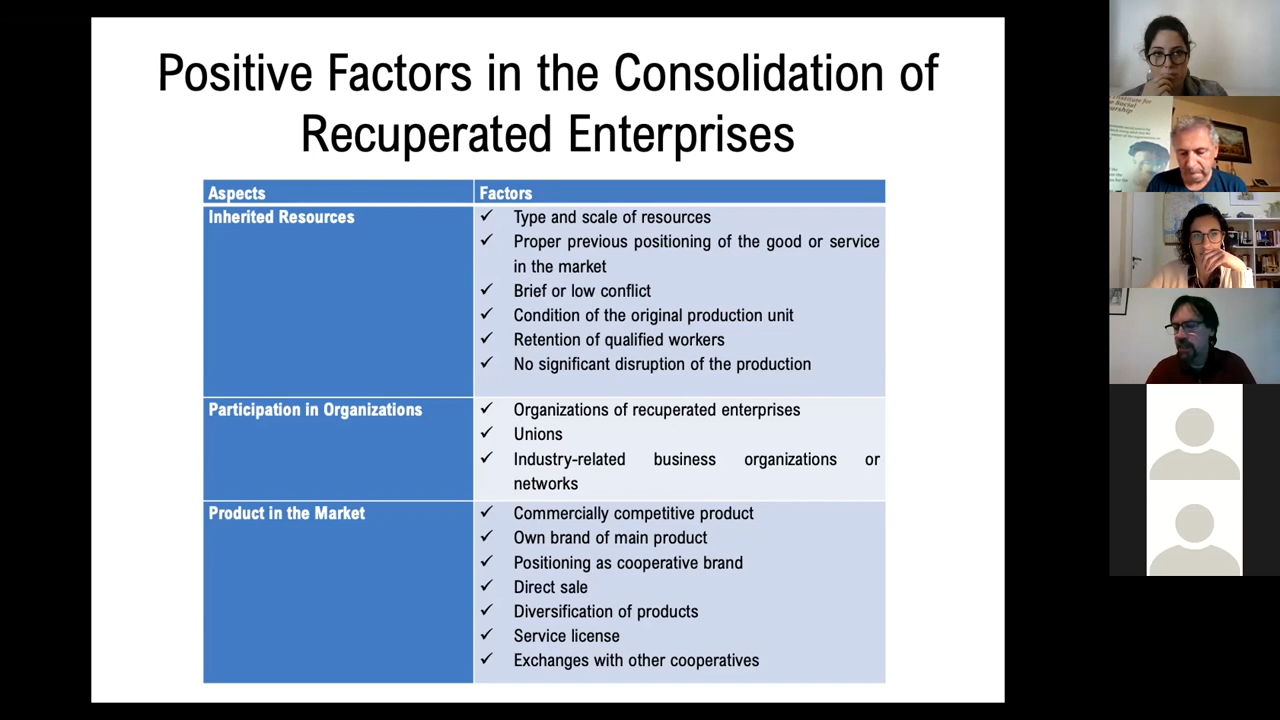 Positive Factors in the Consolidation of
Recuperated Enterprises
Aspects
Factors
Inherited Resources
✓ Type and scale of resources
✓ Proper previous positioning of the good or service
in the market
✓ Brief or low conflict
✓ Condition of the original production unit
✓ Retention of qualified workers
✓ No significant disruption of the production
Participation in Organizations
✓ Organizations of recuperated enterprises
✓ Unions
✓ Industry-related business organizations or
networks
Product in the Market
✓ Commercially competitive product
✓ Own brand of main product
✓ Positioning as cooperative brand
✓ Direct sale
✓ Diversification of products
✓ Service license
✓ Exchanges with other cooperatives
Institute for
Social